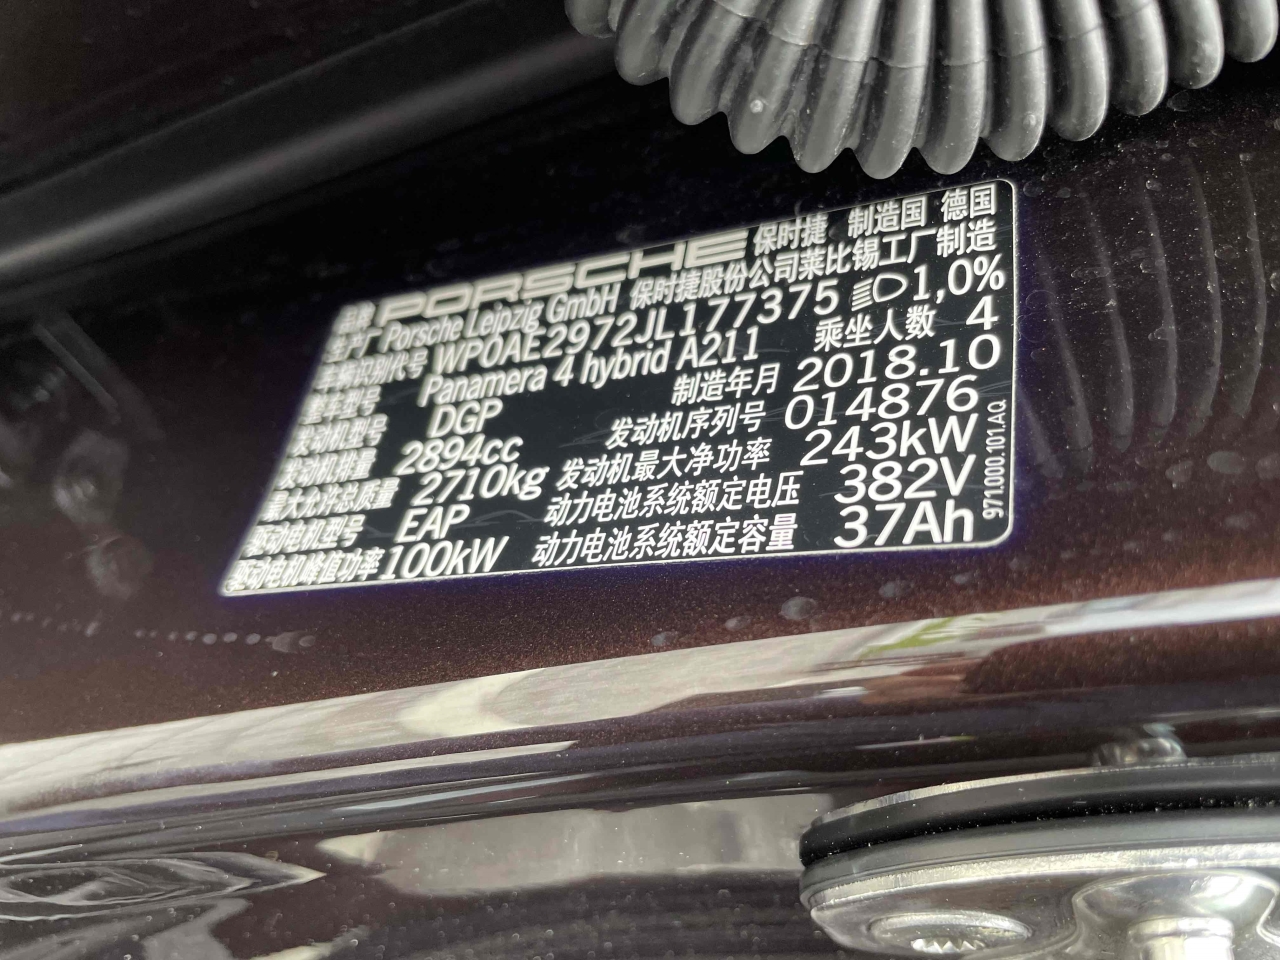 品牌 PORSCHE 保时捷 制造国 德国
生产厂 Porsche Leipzig GmbH 保时捷股份公司莱比锡工厂制造
车辆识别代号 WP0AE2972JL177375 1,0%
整车型号 Panamera 4 hybrid A211 乘坐人数 4
发动机型号 DGP 制造年月 2018.10
发动机排量 2894cc 发动机序列号 014876
最大允许总质量 2710kg 发动机最大净功率 243kW
驱动电机型号 EAP 动力电池系统额定电压 382V
驱动电机峰值功率 100kW 动力电池系统额定容量 37Ah
971.000.101.AQ